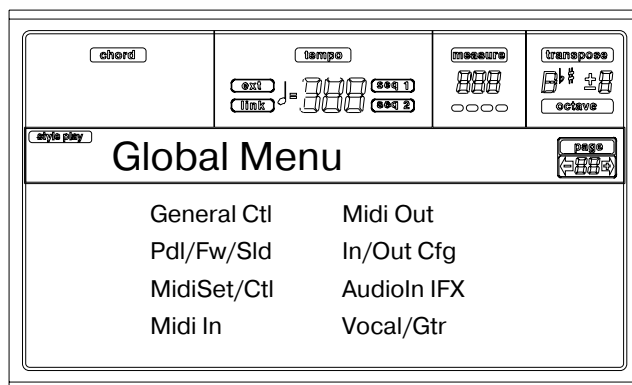 chord
tempo
measure
transpose
ext
seq 1
link
seq 2
octave
style play
Global Menu
page
General Ctl
Midi Out
Pdl/Fw/Sld
In/Out Cfg
MidiSet/Ctl
AudioIn IFX
Midi In
Vocal/Gtr